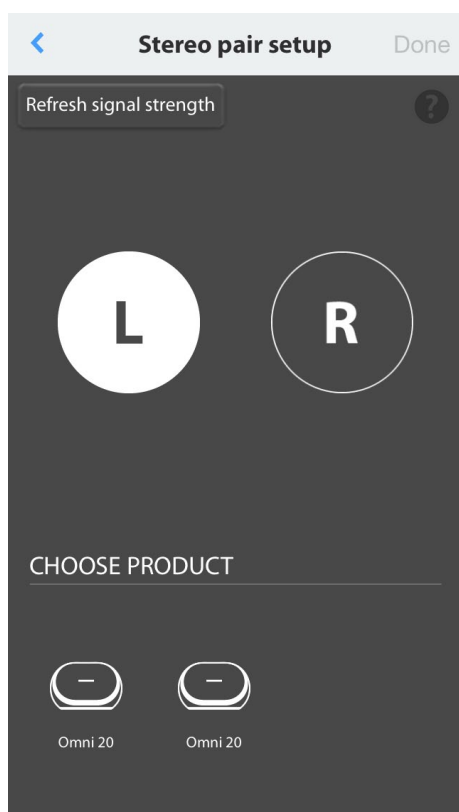 Stereo pair setup Done
Refresh signal strength ?
L R
CHOOSE PRODUCT
Omni 20 Omni 20